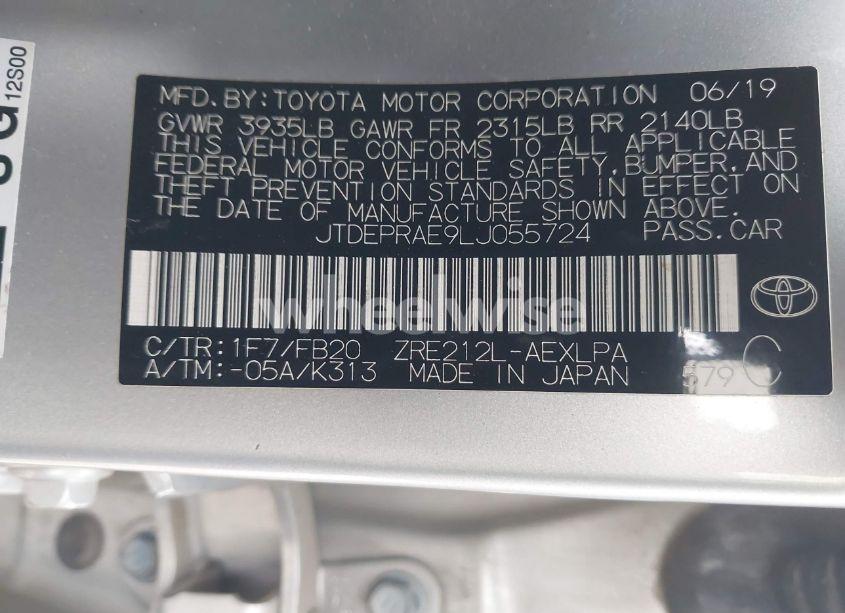 12S00
MFD.BY:TOYOTA MOTOR CORPORATION 06/19
GVWR 3935LB GAWR FR 2315LB RR 2140LB
THIS VEHICLE CONFORMS TO ALL APPLICABLE
FEDERAL MOTOR VEHICLE SAFETY,BUMPER,AND
THEFT PREVENTION STANDARDS IN EFFECT ON
THE DATE OF MANUFACTURE SHOWN ABOVE.
JTDEPRAE9LJ055724 PASS.CAR
wheelwise
C/TR:1F7/FB20 ZRE212L-AEXLPA
A/TM:-05A/K313 MADE IN JAPAN 579 C